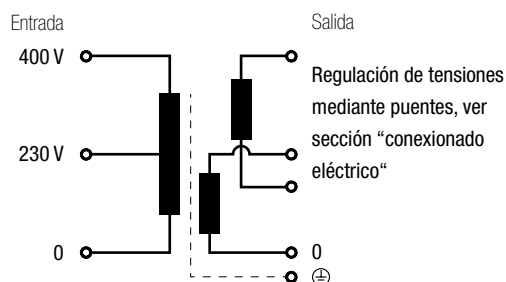 Entrada
Salida
400 V
Regulación de tensiones
mediante puentes, ver
sección “conexionado
eléctrico“
230 V
0
0